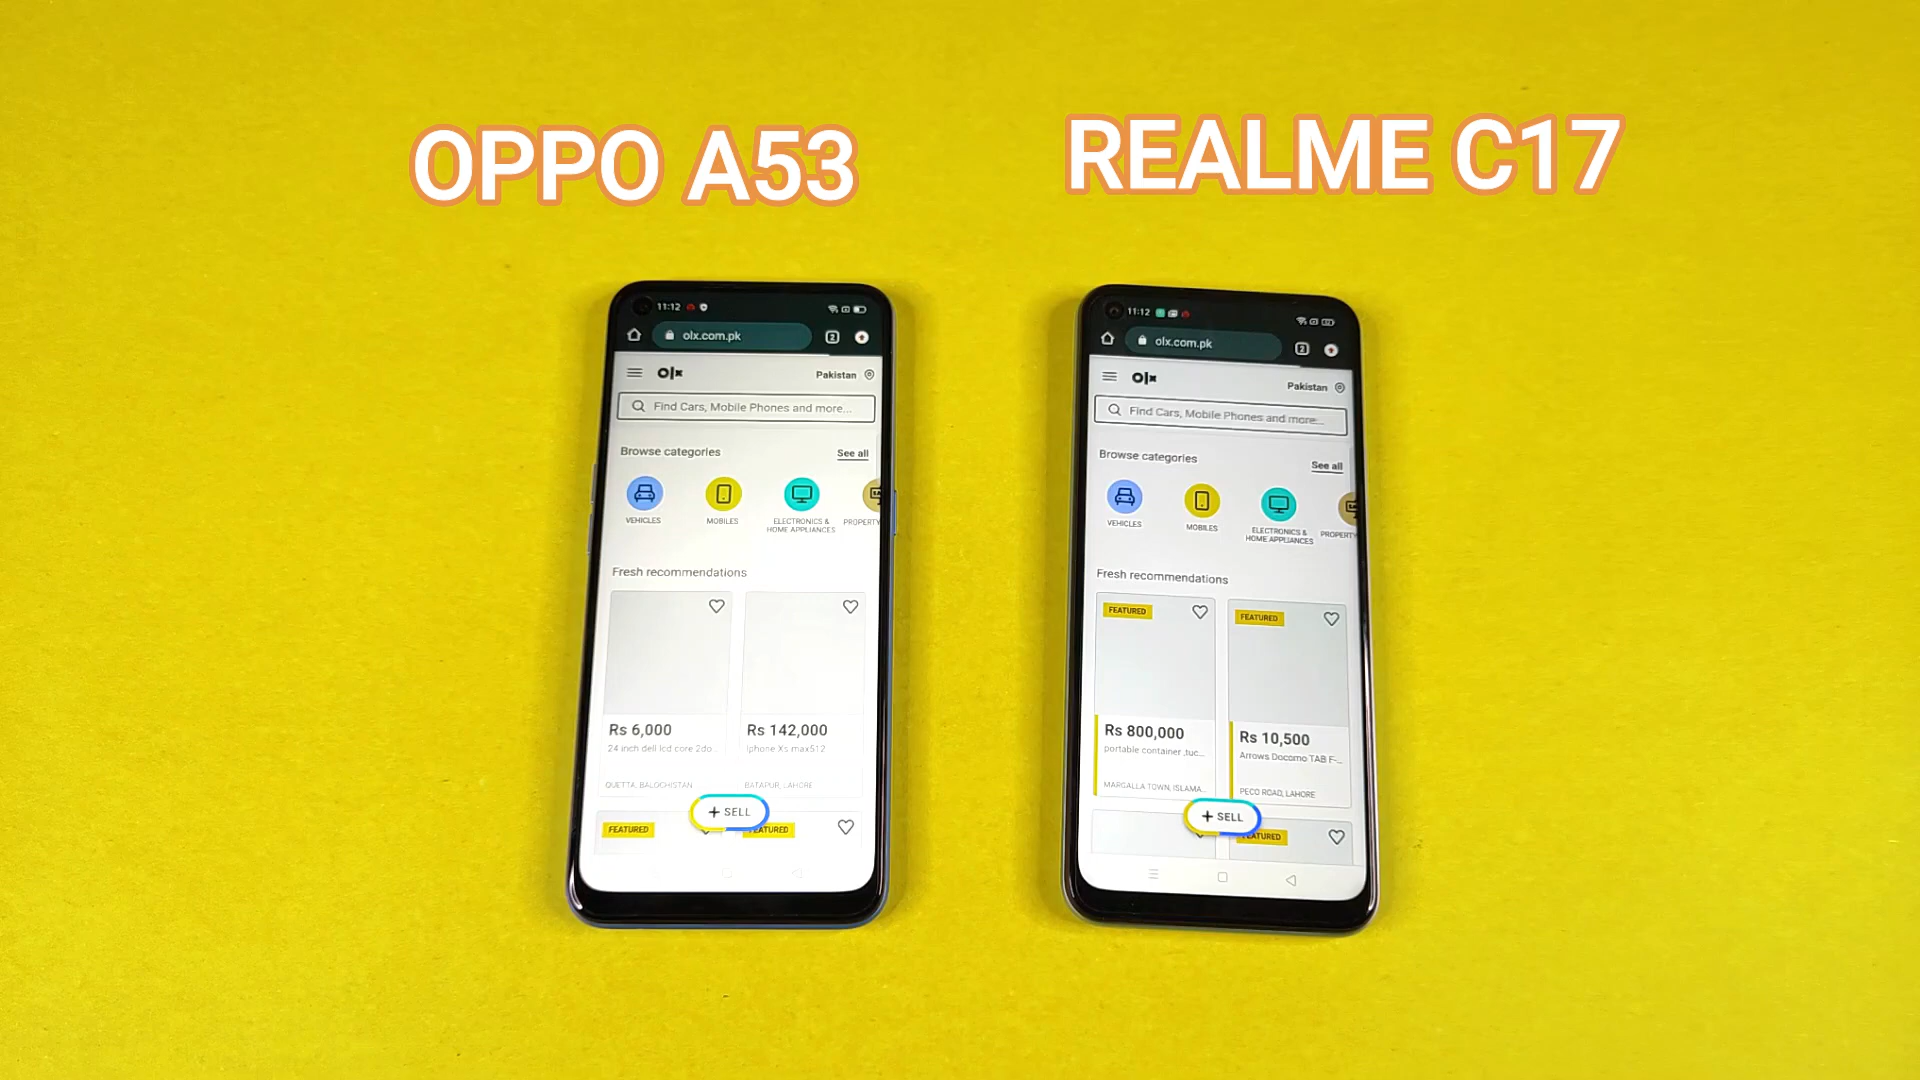 OPPO A53
REALME C17
11:12
olx.com.pk
2
olx
Pakistan
Find Cars, Mobile Phones and more...
Browse categories
See all
VEHICLES
MOBILES
ELECTRONICS &
HOME APPLIANCES
PROPERTY
Fresh recommendations
Rs 6,000
24 inch dell lcd core 2do...
QUETTA, BALOCHISTAN
Rs 142,000
Iphone Xs max512
BATAPUR, LAHORE
+ SELL
FEATURED
FEATURED
11:12
olx.com.pk
2
olx
Pakistan
Find Cars, Mobile Phones and more...
Browse categories
See all
VEHICLES
MOBILES
ELECTRONICS &
HOME APPLIANCES
PROPERTY
Fresh recommendations
FEATURED
Rs 800,000
portable container ,tuc...
MARGALLA TOWN, ISLAMA...
FEATURED
Rs 10,500
Arrows Docomo TAB F-...
PECO ROAD, LAHORE
+ SELL
FEATURED